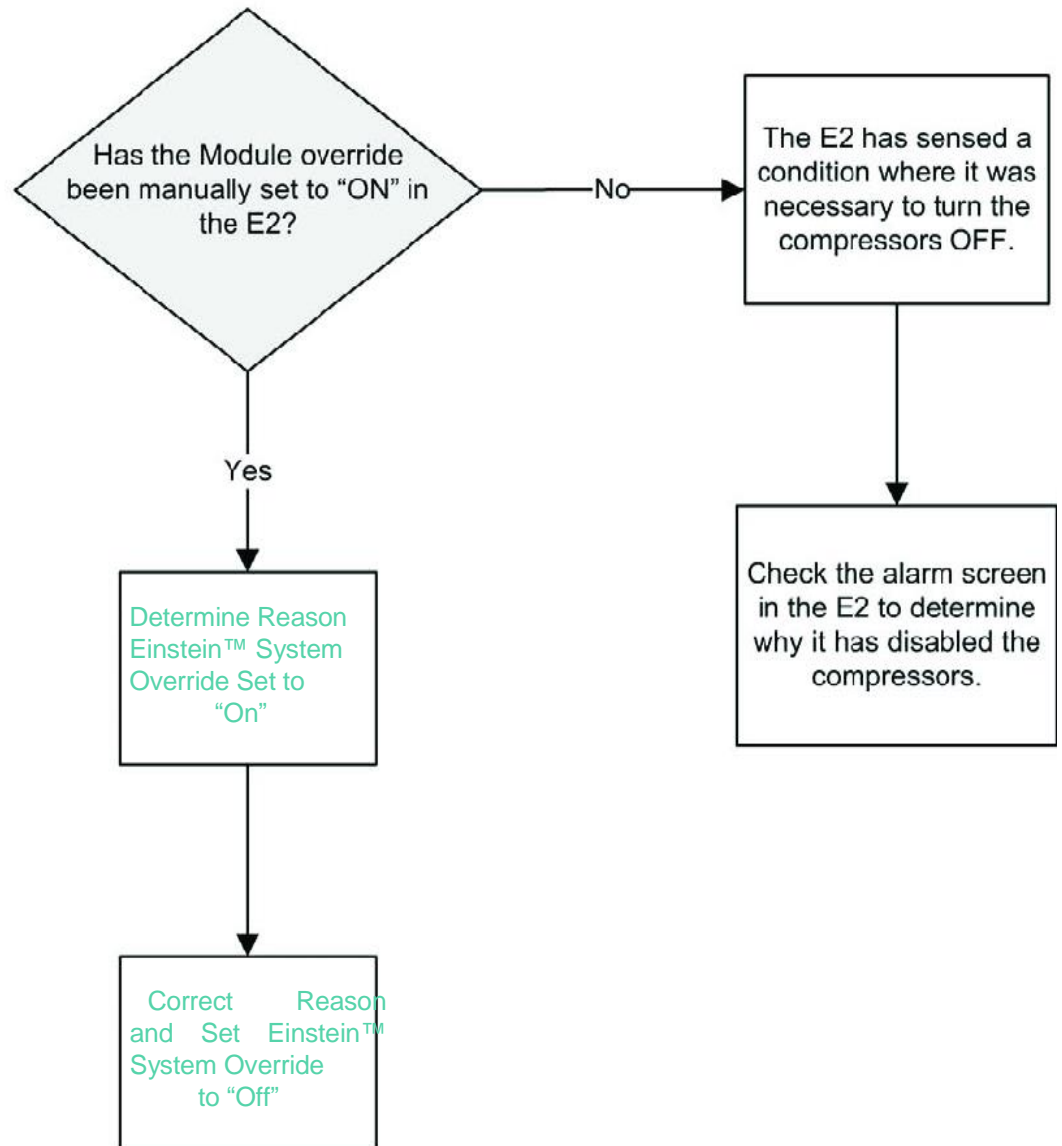 Has the Module override
been manually set to “ON” in
the E2?
No
The E2 has sensed a
condition where it was
necessary to turn the
compressors OFF.
Yes
Determine Reason
Einstein™ System
Override Set to
“On”
Check the alarm screen
in the E2 to determine
why it has disabled the
compressors.
Correct Reason
and Set Einstein™
System Override
to “Off”